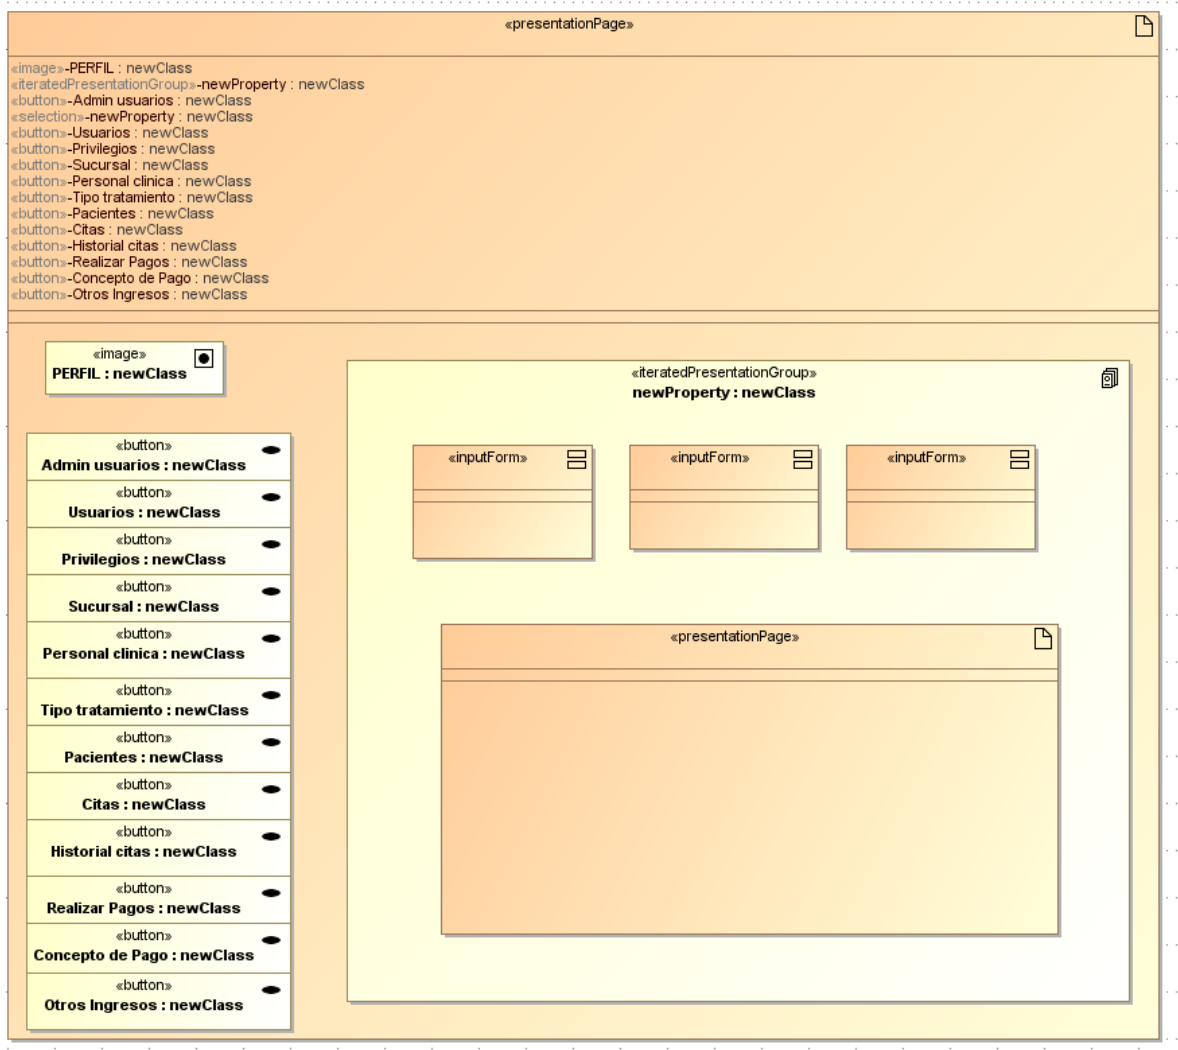 «presentationPage»
«image»-PERFIL : newClass
«iteratedPresentationGroup»-newProperty : newClass
«button»-Admin usuarios : newClass
«selection»-newProperty : newClass
«button»-Usuarios : newClass
«button»-Privilegios : newClass
«button»-Sucursal : newClass
«button»-Personal clinica : newClass
«button»-Tipo tratamiento : newClass
«button»-Pacientes : newClass
«button»-Citas : newClass
«button»-Historial citas : newClass
«button»-Realizar Pagos : newClass
«button»-Concepto de Pago : newClass
«button»-Otros Ingresos : newClass
«image»
PERFIL : newClass
«button»
Admin usuarios : newClass
«button»
Usuarios : newClass
«button»
Privilegios : newClass
«button»
Sucursal : newClass
«button»
Personal clinica : newClass
«button»
Tipo tratamiento : newClass
«button»
Pacientes : newClass
«button»
Citas : newClass
«button»
Historial citas : newClass
«button»
Realizar Pagos : newClass
«button»
Concepto de Pago : newClass
«button»
Otros Ingresos : newClass
«iteratedPresentationGroup»
newProperty : newClass
«inputForm»
«inputForm»
«inputForm»
«presentationPage»